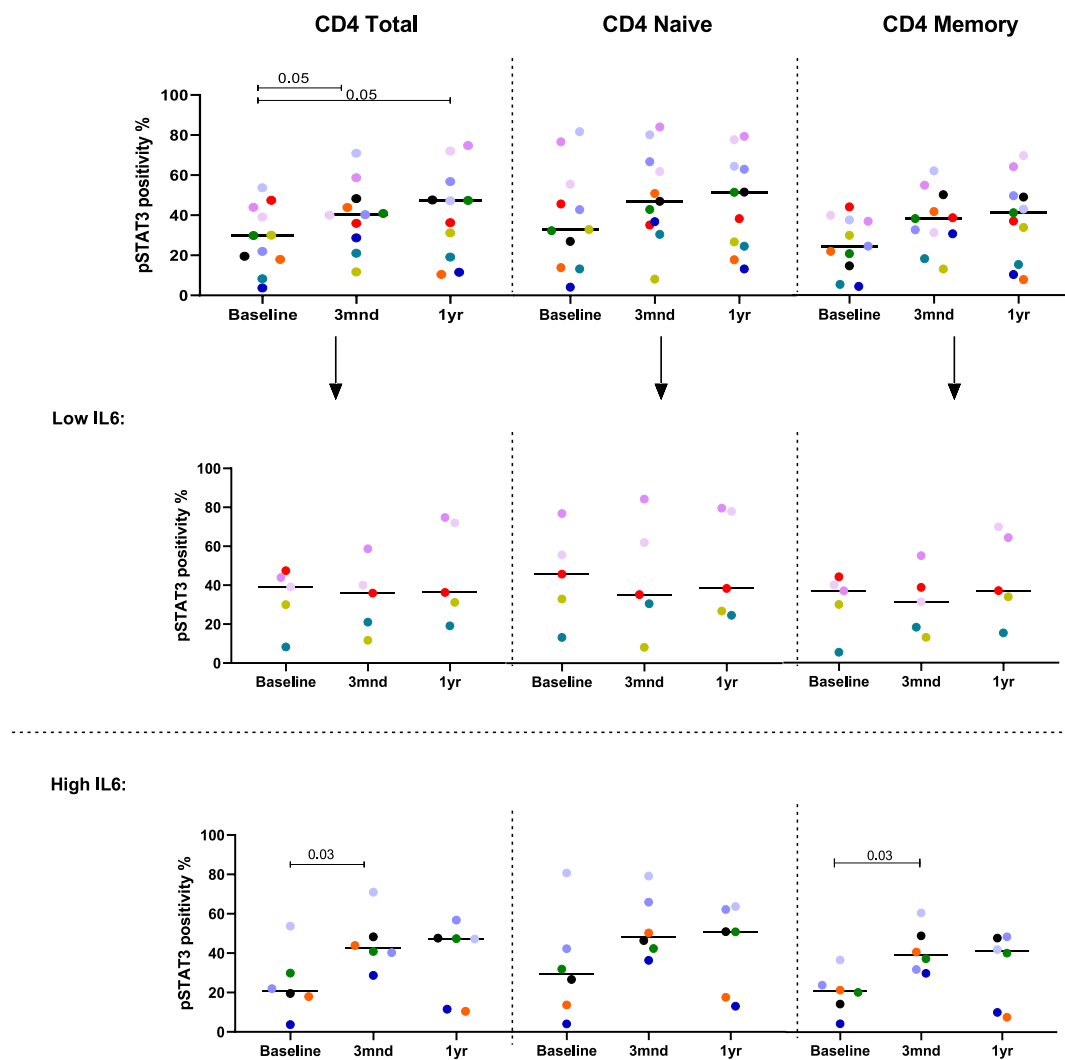 CD4 Total CD4 Naive CD4 Memory
0.05
0.05
pSTAT3 positivity %
100
80
60
40
20
0
Baseline 3mnd 1yr Baseline 3mnd 1yr Baseline 3mnd 1yr
Low IL6:
pSTAT3 positivity %
100
80
60
40
20
0
Baseline 3mnd 1yr Baseline 3mnd 1yr Baseline 3mnd 1yr
High IL6:
pSTAT3 positivity %
100
80
60
40
20
0
0.03
0.03
Baseline 3mnd 1yr Baseline 3mnd 1yr Baseline 3mnd 1yr